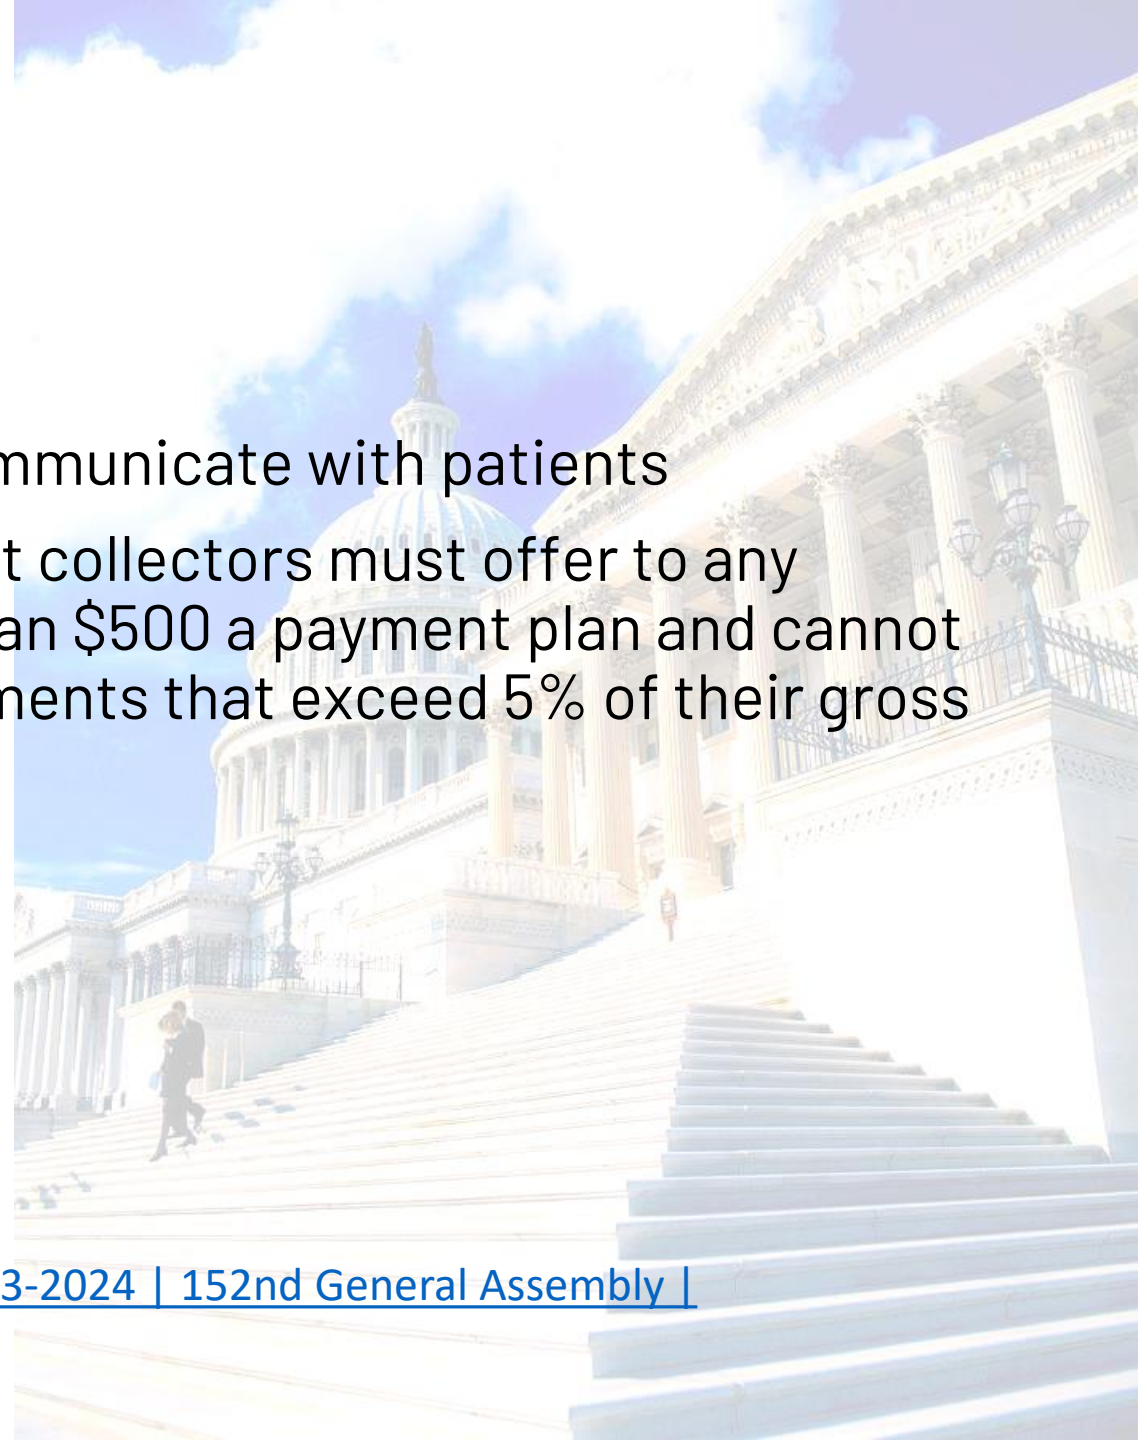 mmunicate with patients
t collectors must offer to any
an $500 a payment plan and cannot
ments that exceed 5% of their gross
3-2024 | 152nd General Assembly |